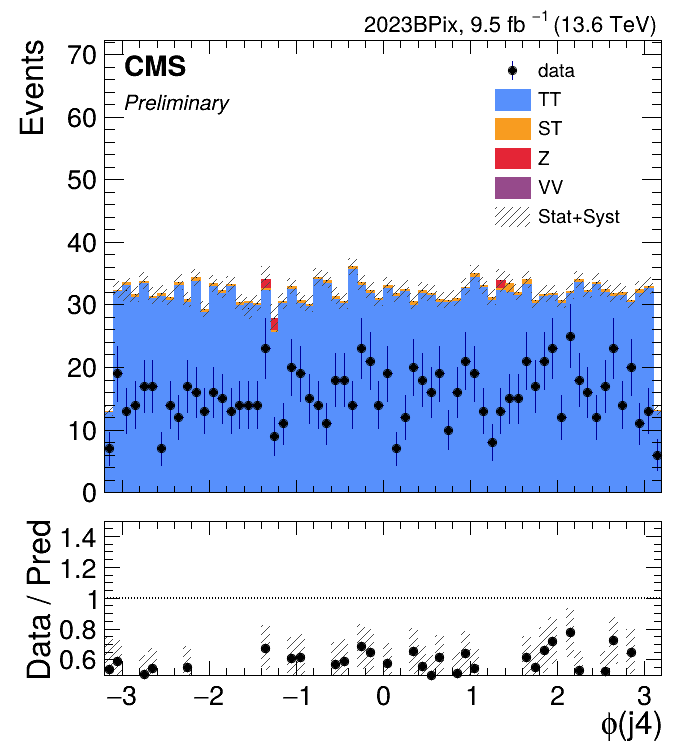 2023BPix, 9.5 fb⁻¹ (13.6 TeV)
Events
CMS
Preliminary
data
TT
ST
Z
VV
Stat+Syst
70
60
50
40
30
20
10
0
Data / Pred
1.4
1.2
1
0.8
0.6
−3 −2 −1 0 1 2 3
ϕ(j4)